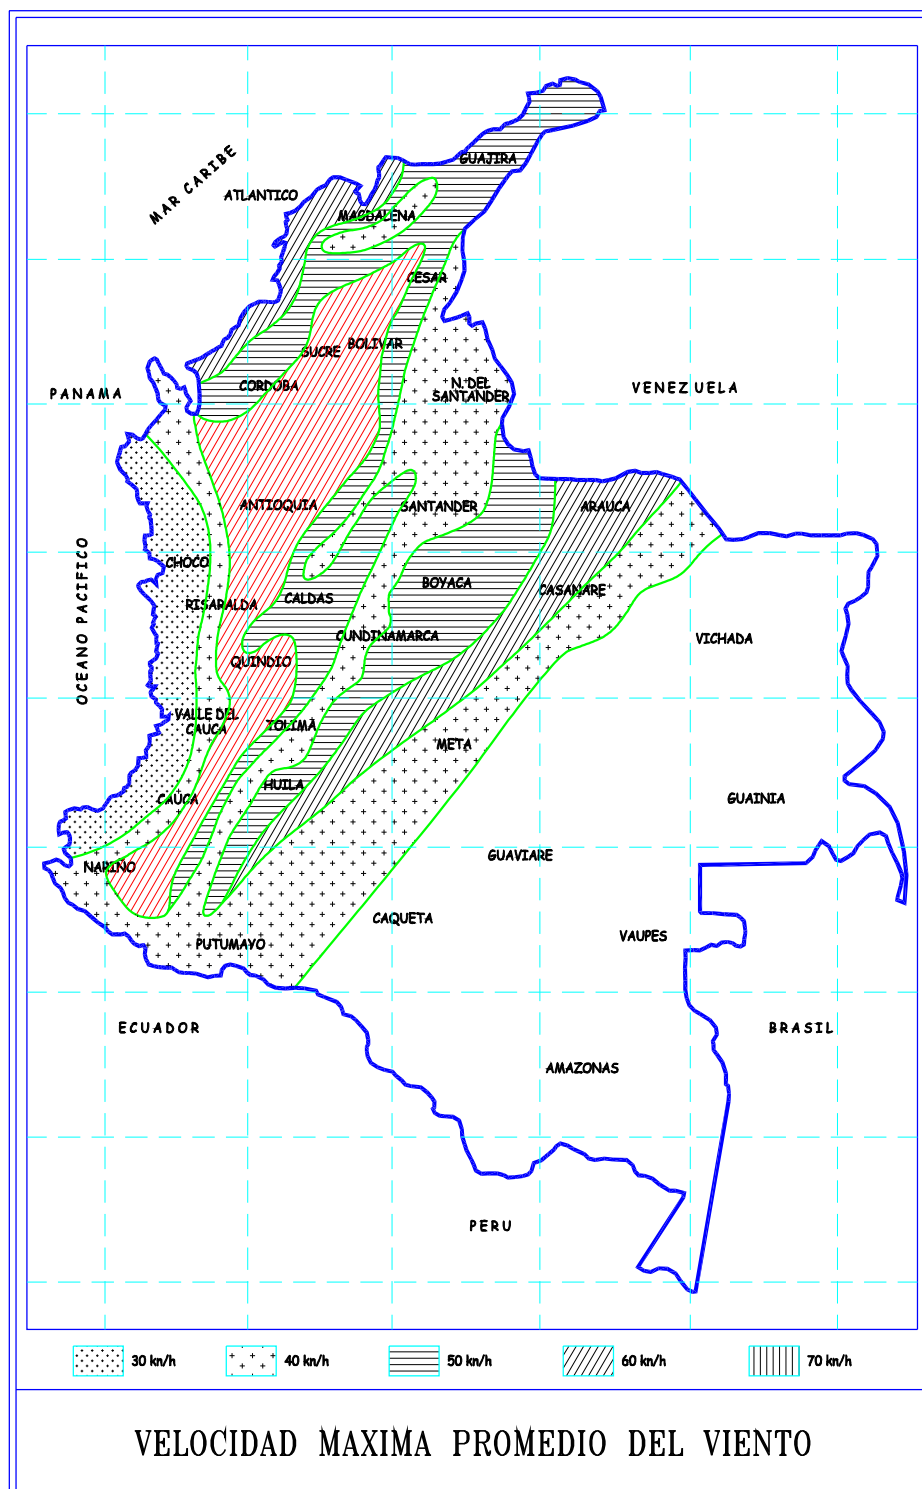 MAR CARIBE
GUAJIRA
ATLANTICO
MAGDALENA
CESAR
SUCRE
BOLIVAR
PANAMA
CORDOBA
N. DEL
SANTANDER
VENEZUELA
ANTIOQUIA
SANTANDER
ARAUCA
OCEANO PACIFICO
CHOCO
RISARALDA
CALDAS
BOYACA
CASANARE
CUNDINAMARCA
VICHADA
QUINDIO
VALLE DEL
CAUCA
TOLIMA
META
CAUCA
HUILA
GUAINIA
NARINO
GUAVIARE
CAQUETA
PUTUMAYO
VAUPES
ECUADOR
BRASIL
AMAZONAS
PERU
30 kn/h
40 kn/h
50 kn/h
60 kn/h
70 kn/h
VELOCIDAD MAXIMA PROMEDIO DEL VIENTO